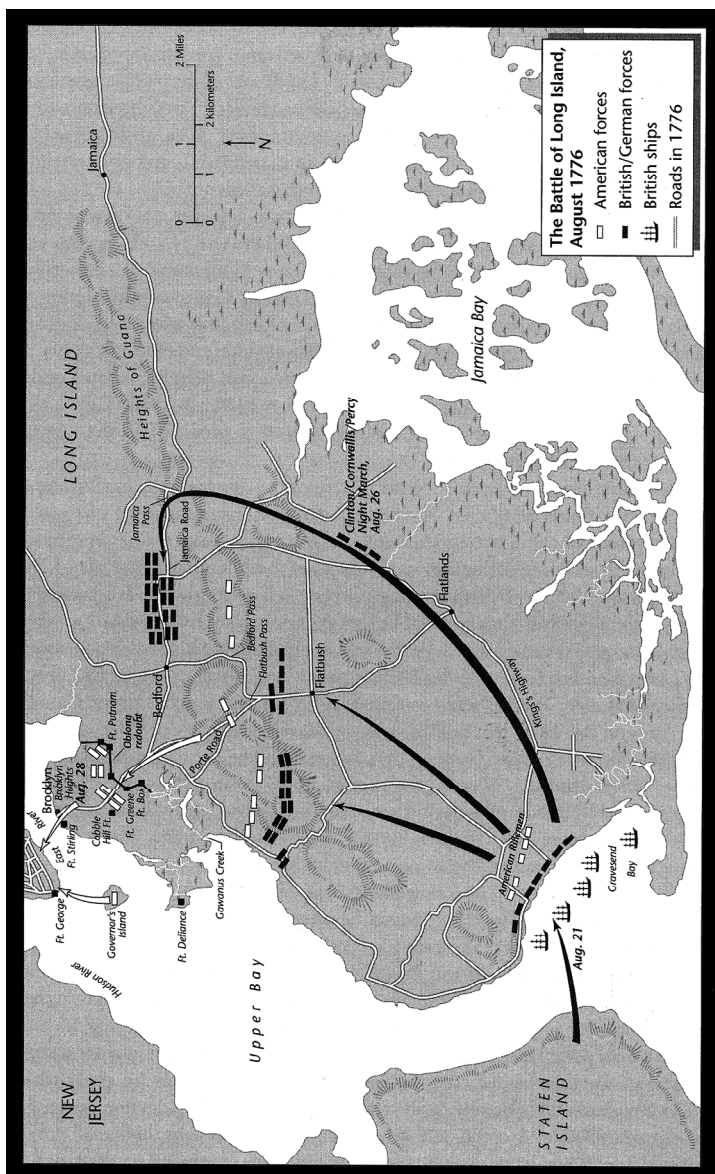 The Battle of Long Island,
August 1776
American forces
British/German forces
British ships
Roads in 1776
2 Miles
1
0
2 Kilometers
1
0
N
NEW
JERSEY
Hudson River
East
River
Ft. George
Governor's
Island
Ft. Stirling
Brooklyn
Brooklyn
Heights
Aug. 28
Cobble
Hill Ft.
Ft. Greene
Ft. Box
Ft. Putnam
Oblong
redoubt
Ft. Defiance
Gawanus Creek
Upper Bay
LONG ISLAND
Heights of Guana
Jamaica
Jamaica
Pass
Jamaica Road
Bedford
Bedford Pass
Flatbush Pass
Porte Road
Flatbush
Clinton/Cornwallis/Percy
Night March,
Aug. 26
Flatlands
King's Highway
Jamaica Bay
American Riflemen
Gravesend
Bay
Aug. 21
STATEN
ISLAND